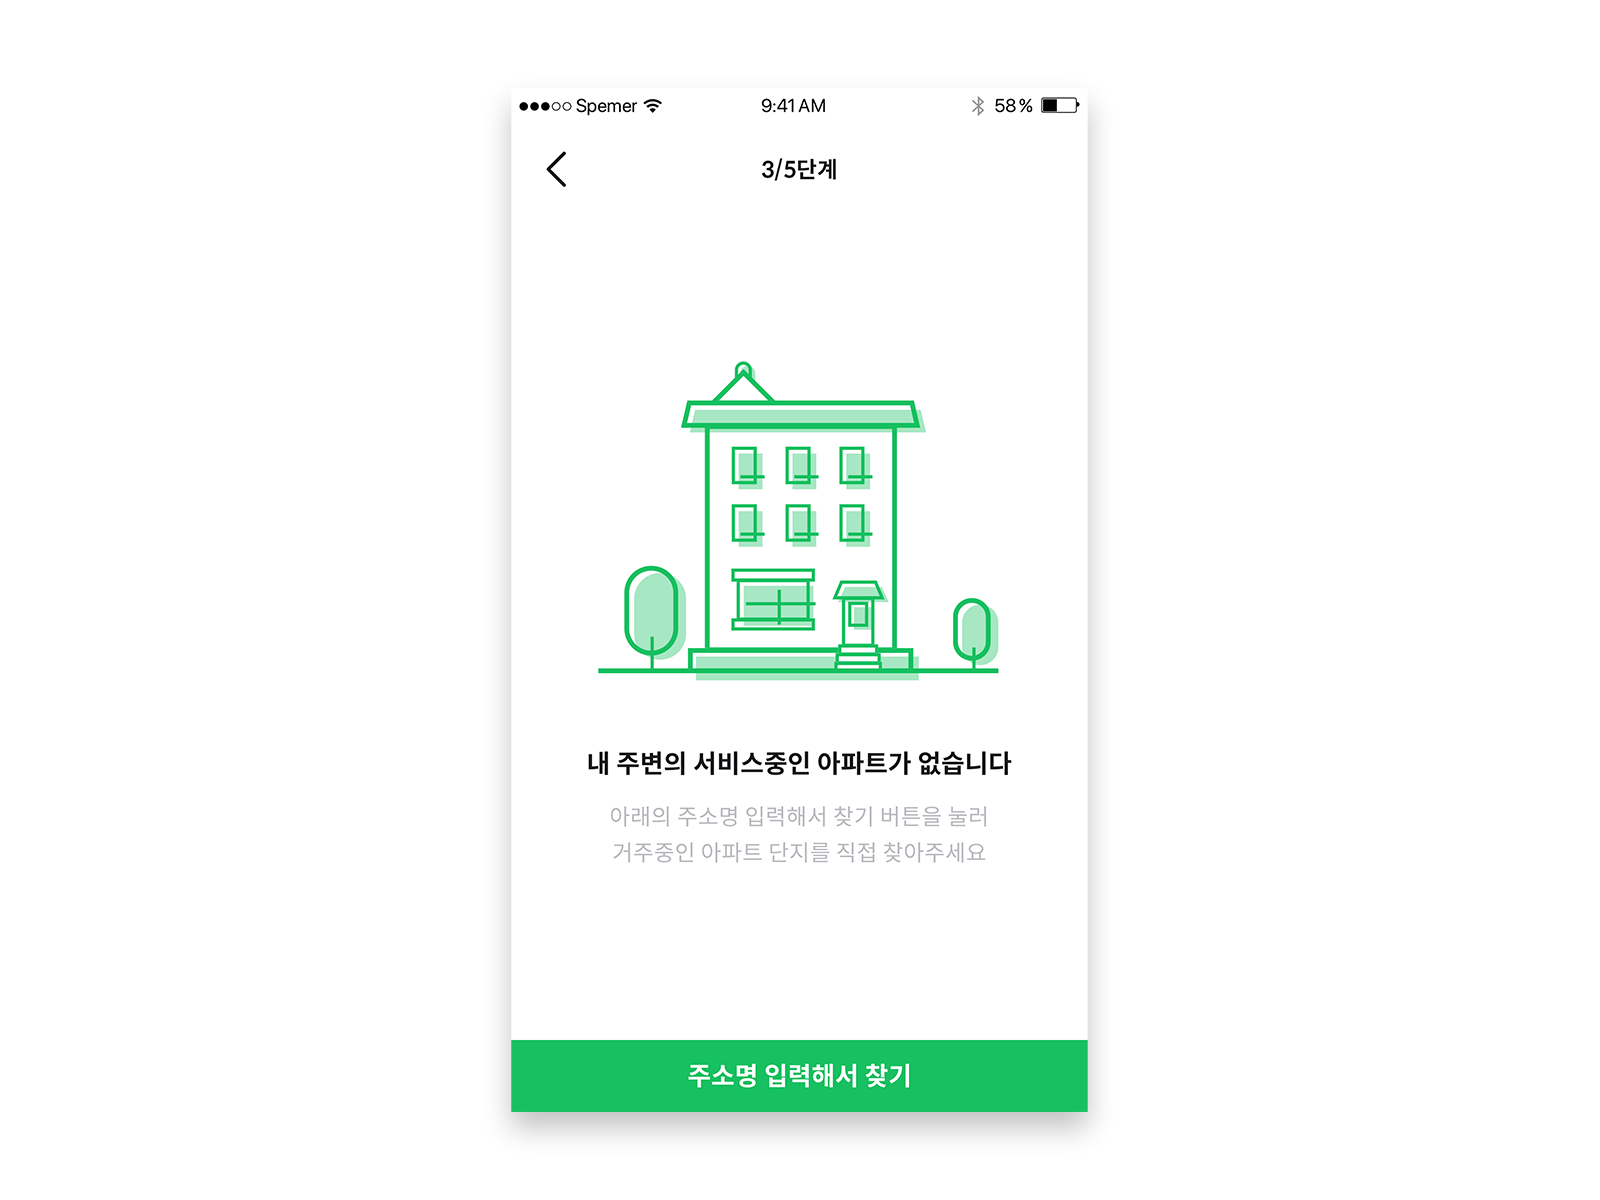 Spemer 9:41 AM 58%
3/5단계
내 주변의 서비스중인 아파트가 없습니다
아래의 주소명 입력해서 찾기 버튼을 눌러
거주중인 아파트 단지를 직접 찾아주세요
주소명 입력해서 찾기